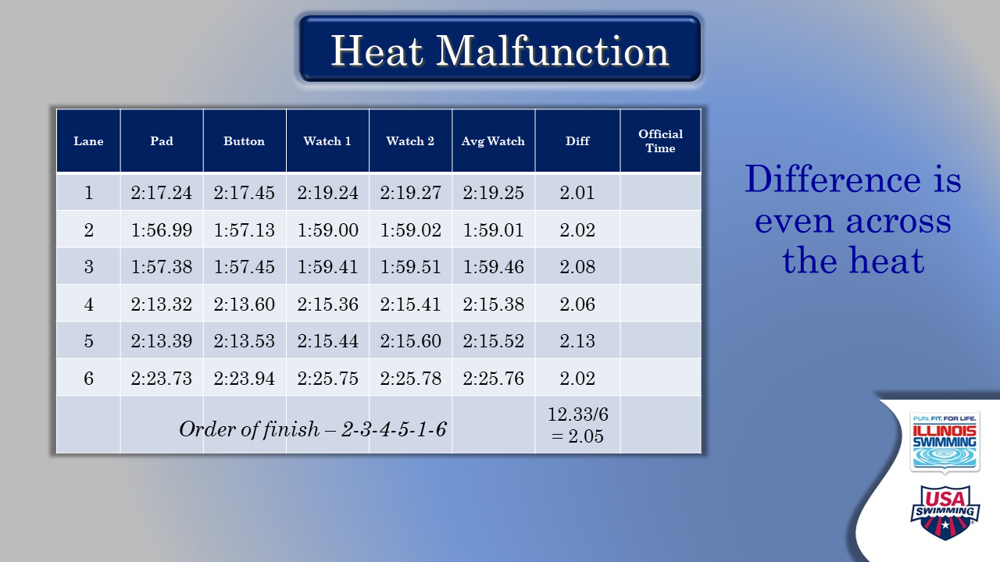 Heat Malfunction
Lane Pad Button Watch 1 Watch 2 Avg Watch Diff Official Time
1 2:17.24 2:17.45 2:19.24 2:19.27 2:19.25 2.01
2 1:56.99 1:57.13 1:59.00 1:59.02 1:59.01 2.02
3 1:57.38 1:57.45 1:59.41 1:59.51 1:59.46 2.08
4 2:13.32 2:13.60 2:15.36 2:15.41 2:15.38 2.06
5 2:13.39 2:13.53 2:15.44 2:15.60 2:15.52 2.13
6 2:23.73 2:23.94 2:25.75 2:25.78 2:25.76 2.02
Order of finish – 2-3-4-5-1-6
12.33/6
= 2.05
Difference is
even across
the heat
FUN. FIT. FOR LIFE.
ILLINOIS
SWIMMING
USA
SWIMMING